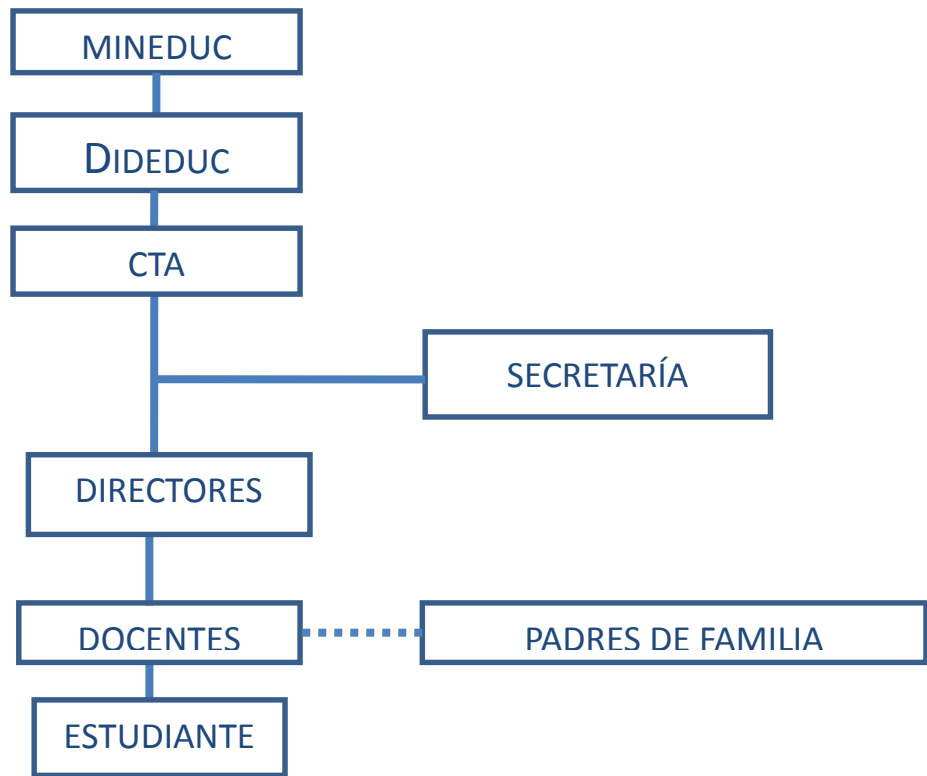 MINEDUC
DIDEDUC
CTA
SECRETARÍA
DIRECTORES
DOCENTES
PADRES DE FAMILIA
ESTUDIANTE